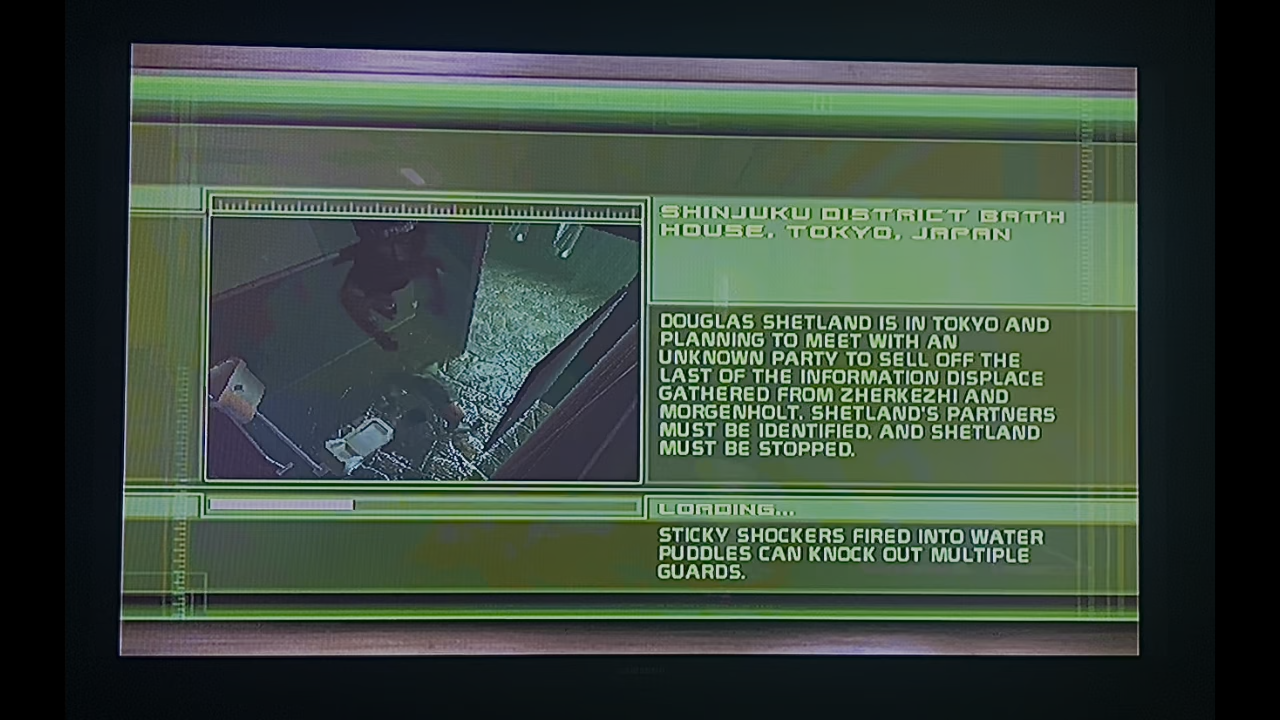 SHINJUKU DISTRICT BATH
HOUSE, TOKYO, JAPAN
DOUGLAS SHETLAND IS IN TOKYO AND
PLANNING TO MEET WITH AN
UNKNOWN PARTY TO SELL OFF THE
LAST OF THE INFORMATION DISPLACE
GATHERED FROM ZHERKEZHI AND
MORGENHOLT. SHETLAND'S PARTNERS
MUST BE IDENTIFIED, AND SHETLAND
MUST BE STOPPED.
LOADING...
STICKY SHOCKERS FIRED INTO WATER
PUDDLES CAN KNOCK OUT MULTIPLE
GUARDS.